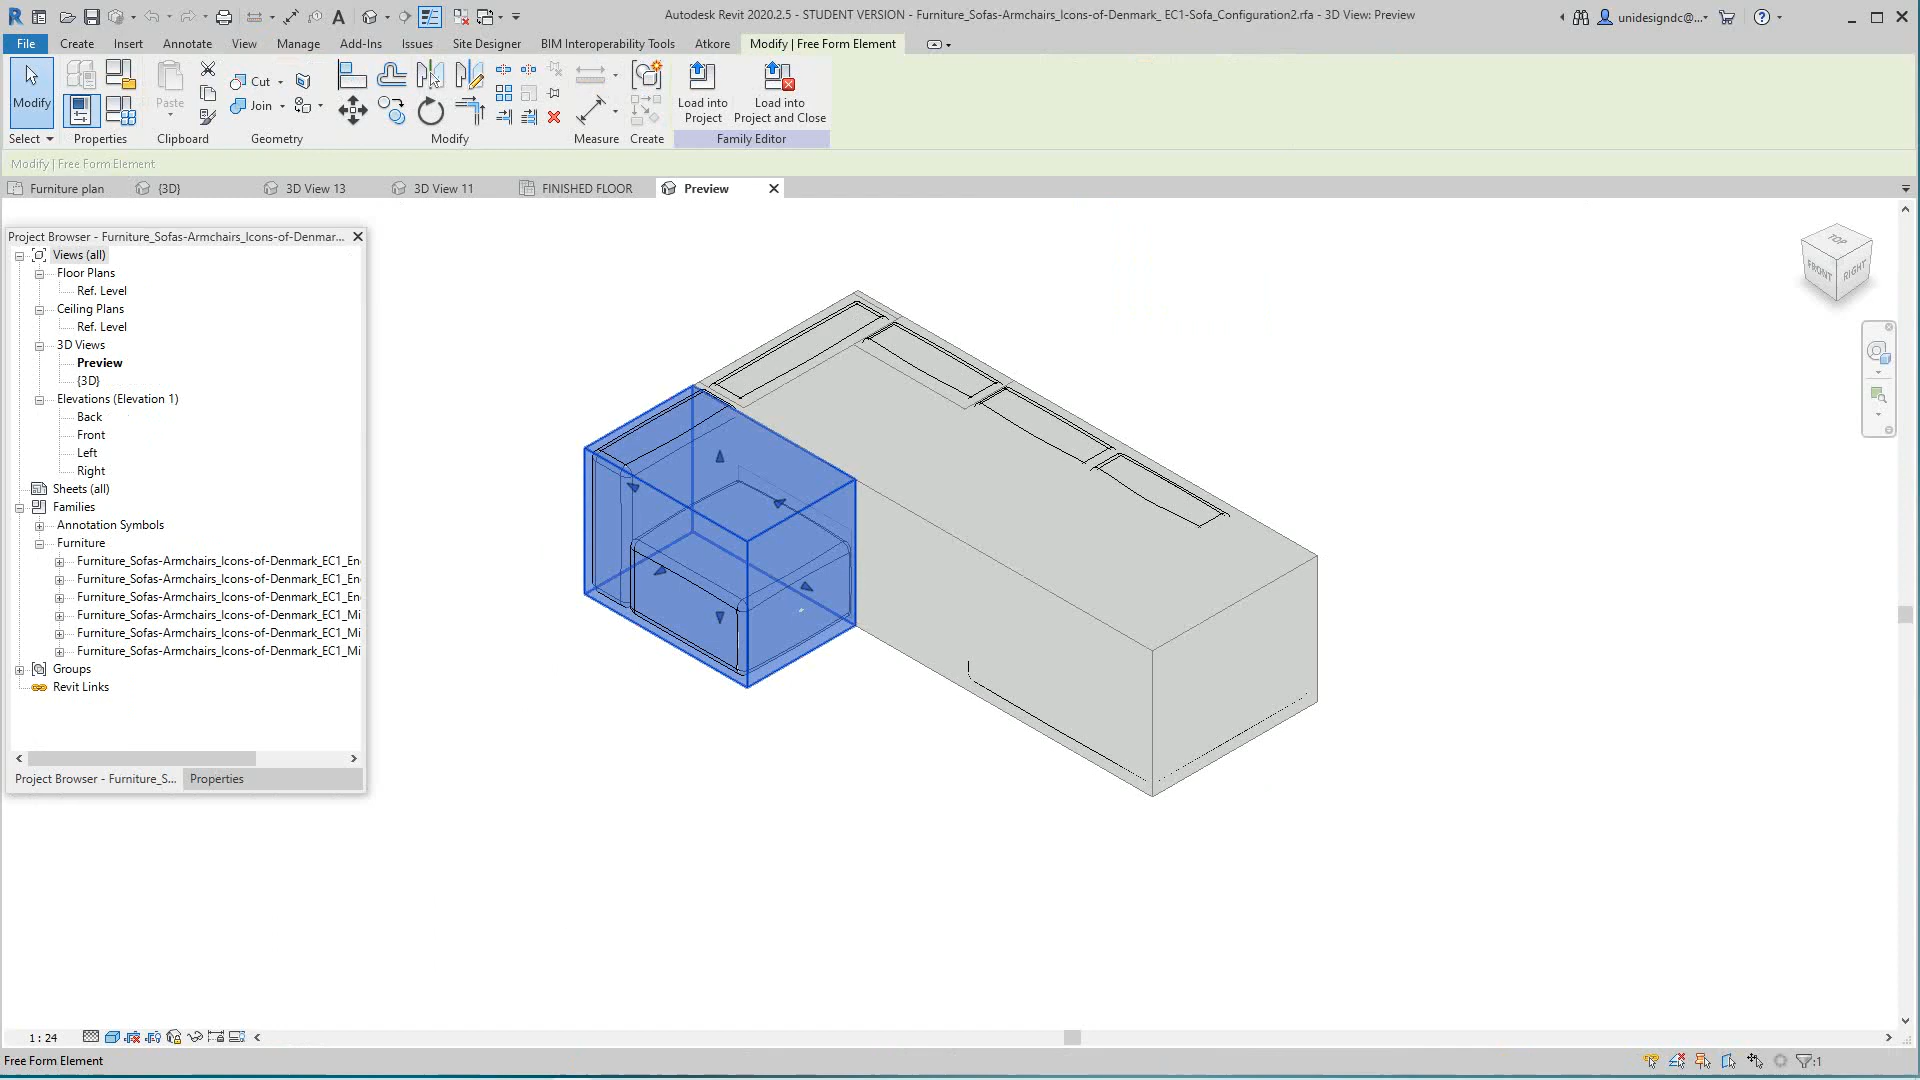 Autodesk Revit 2020.2.5 - STUDENT VERSION - Furniture_Sofas-Armchairs_Icons-of-Denmark_ EC1-Sofa_Configuration2.rfa - 3D View: Preview
unidesigndc@...
File Create Insert Annotate View Manage Add-Ins Issues Site Designer BIM Interoperability Tools Atkore Modify | Free Form Element
Modify Paste Cut Join Load into Project Load into Project and Close
Select Properties Clipboard Geometry Modify Measure Create Family Editor
Modify | Free Form Element
Furniture plan {3D} 3D View 13 3D View 11 FINISHED FLOOR Preview
Project Browser - Furniture_Sofas-Armchairs_Icons-of-Denmar...
Views (all)
Floor Plans
Ref. Level
Ceiling Plans
Ref. Level
3D Views
Preview
{3D}
Elevations (Elevation 1)
Back
Front
Left
Right
Sheets (all)
Families
Annotation Symbols
Furniture
Furniture_Sofas-Armchairs_Icons-of-Denmark_EC1_En
Furniture_Sofas-Armchairs_Icons-of-Denmark_EC1_En
Furniture_Sofas-Armchairs_Icons-of-Denmark_EC1_En
Furniture_Sofas-Armchairs_Icons-of-Denmark_EC1_Mi
Furniture_Sofas-Armchairs_Icons-of-Denmark_EC1_Mi
Furniture_Sofas-Armchairs_Icons-of-Denmark_EC1_Mi
Groups
Revit Links
Project Browser - Furniture_S... Properties
TOP
FRONT RIGHT
1 : 24
Free Form Element
:1